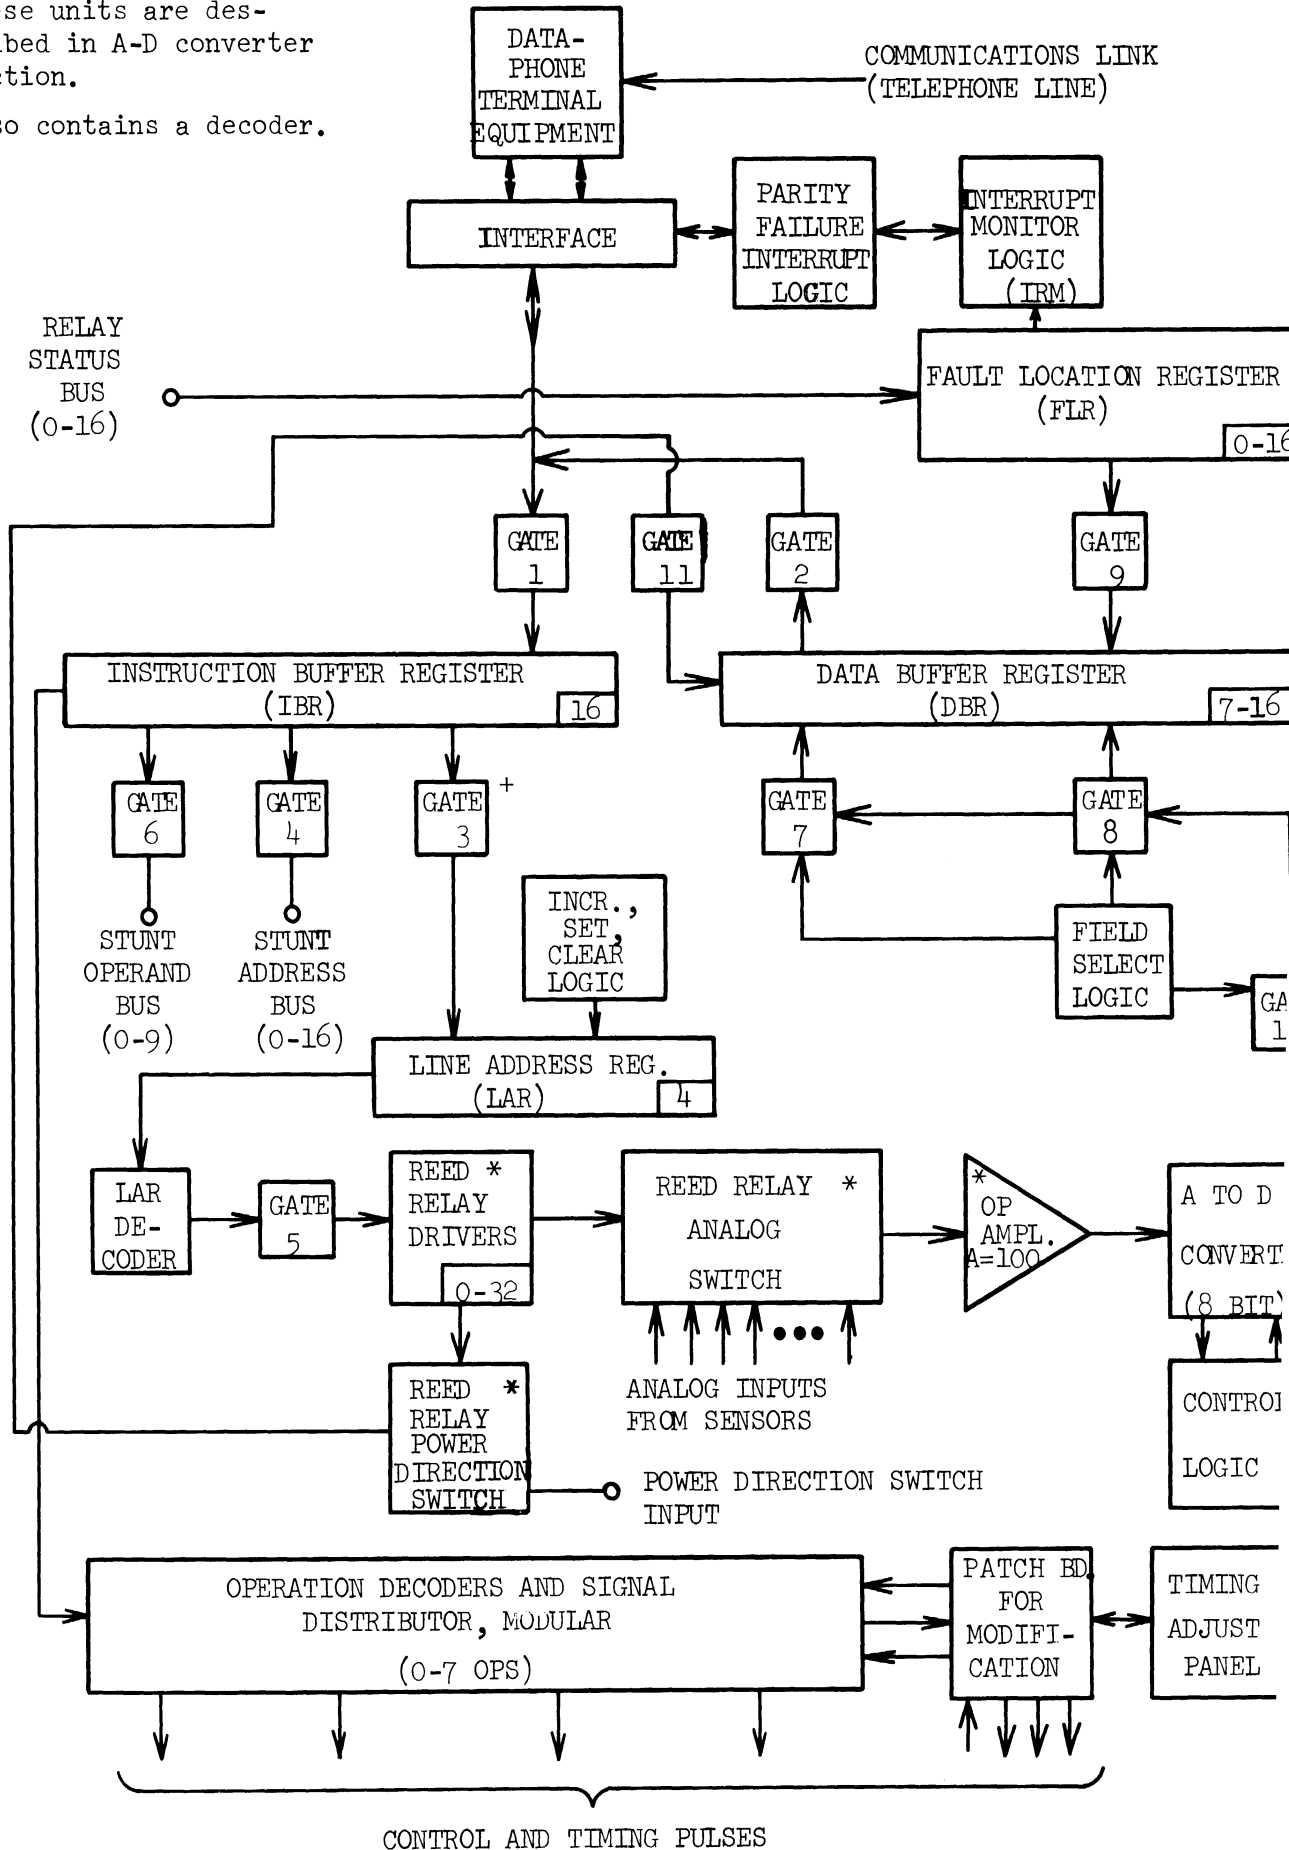 ese units are des-
bed in A-D converter
tion.
so contains a decoder.
DATA-
PHONE
TERMINAL
EQUIPMENT
COMMUNICATIONS LINK
(TELEPHONE LINE)
INTERFACE
PARITY
FAILURE
INTERRUPT
LOGIC
INTERRUPT
MONITOR
LOGIC
(IRM)
RELAY
STATUS
BUS
(0-16)
FAULT LOCATION REGISTER
(FLR)
0-16
GATE
1
GATE
11
GATE
2
GATE
9
INSTRUCTION BUFFER REGISTER
(IBR)
16
DATA BUFFER REGISTER
(DBR)
7-16
GATE
6
GATE
4
GATE
3
+
GATE
7
GATE
8
STUNT
OPERAND
BUS
(0-9)
STUNT
ADDRESS
BUS
(0-16)
INCR.,
SET,
CLEAR
LOGIC
FIELD
SELECT
LOGIC
GA
1
LINE ADDRESS REG.
(LAR)
4
LAR
DE-
CODER
GATE
5
REED *
RELAY
DRIVERS
0-32
REED RELAY *
ANALOG
SWITCH
*
OP
AMPL.
A=100
A TO D
CONVERT
(8 BIT)
ANALOG INPUTS
FROM SENSORS
REED *
RELAY
POWER
DIRECTION
SWITCH
POWER DIRECTION SWITCH
INPUT
CONTROL
LOGIC
OPERATION DECODERS AND SIGNAL
DISTRIBUTOR, MODULAR
(0-7 OPS)
PATCH BD.
FOR
MODIFI-
CATION
TIMING
ADJUST
PANEL
CONTROL AND TIMING PULSES